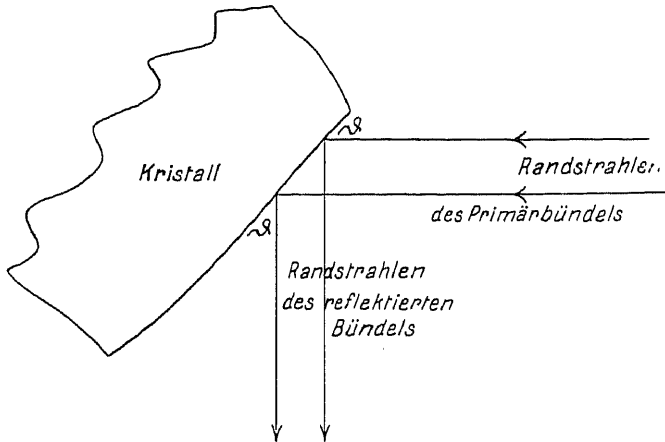 ϑ
Kristall
Randstrahlen
des Primärbündels
ϑ
Randstrahlen
des reflektierten
Bündels